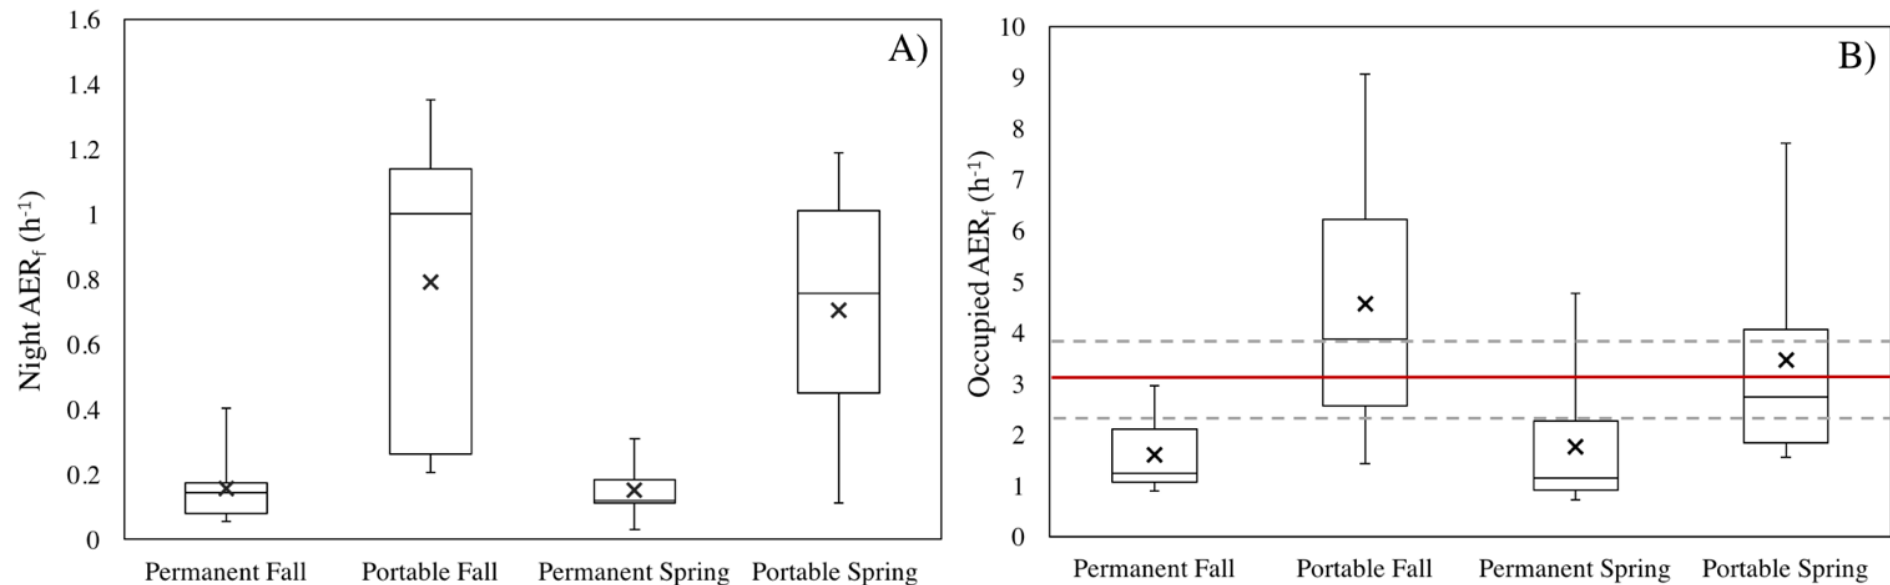 A)
Night AERf (h-1)
1.6
1.4
1.2
1
0.8
0.6
0.4
0.2
0
Permanent Fall
Portable Fall
Permanent Spring
Portable Spring
B)
Occupied AERf (h-1)
10
9
8
7
6
5
4
3
2
1
0
Permanent Fall
Portable Fall
Permanent Spring
Portable Spring